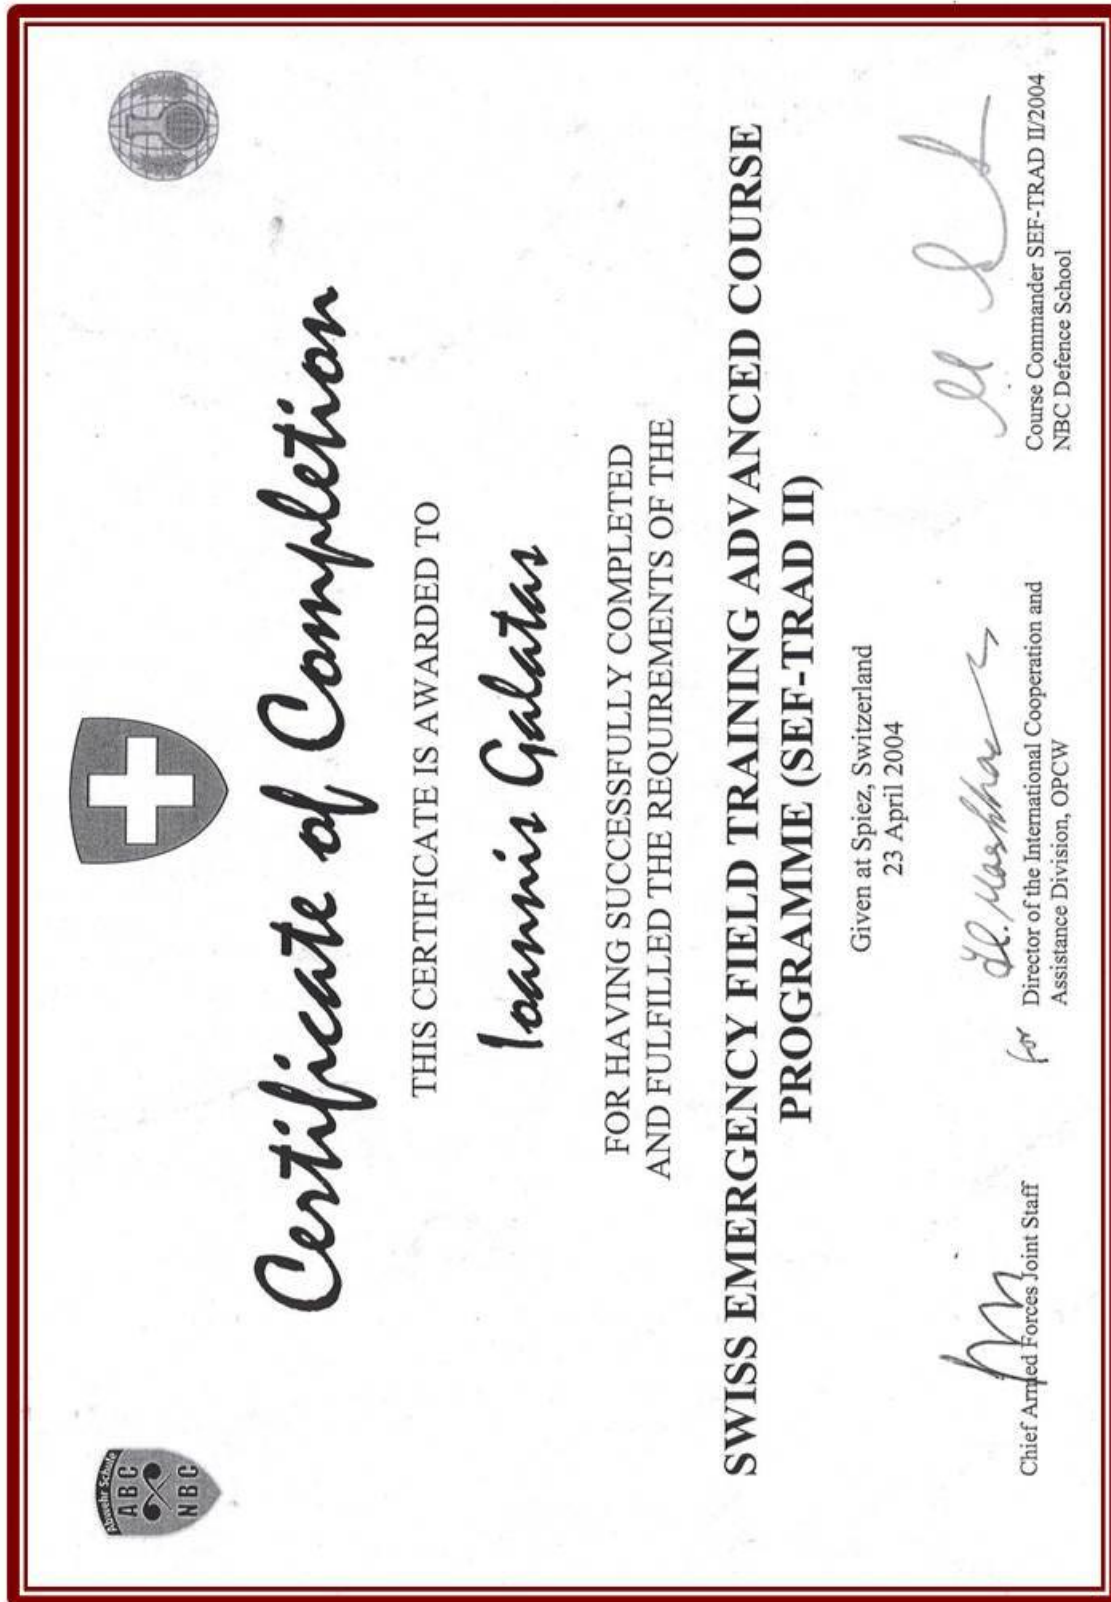 Abwehr Schule
ABC
NBC
Certificate of Completion
THIS CERTIFICATE IS AWARDED TO
Ioannis Galatas
FOR HAVING SUCCESSFULLY COMPLETED
AND FULFILLED THE REQUIREMENTS OF THE
SWISS EMERGENCY FIELD TRAINING ADVANCED COURSE
PROGRAMME (SEF-TRAD II)
Given at Spiez, Switzerland
23 April 2004
Chief Armed Forces Joint Staff
for Director of the International Cooperation and
Assistance Division, OPCW
Course Commander SEF-TRAD II/2004
NBC Defence School